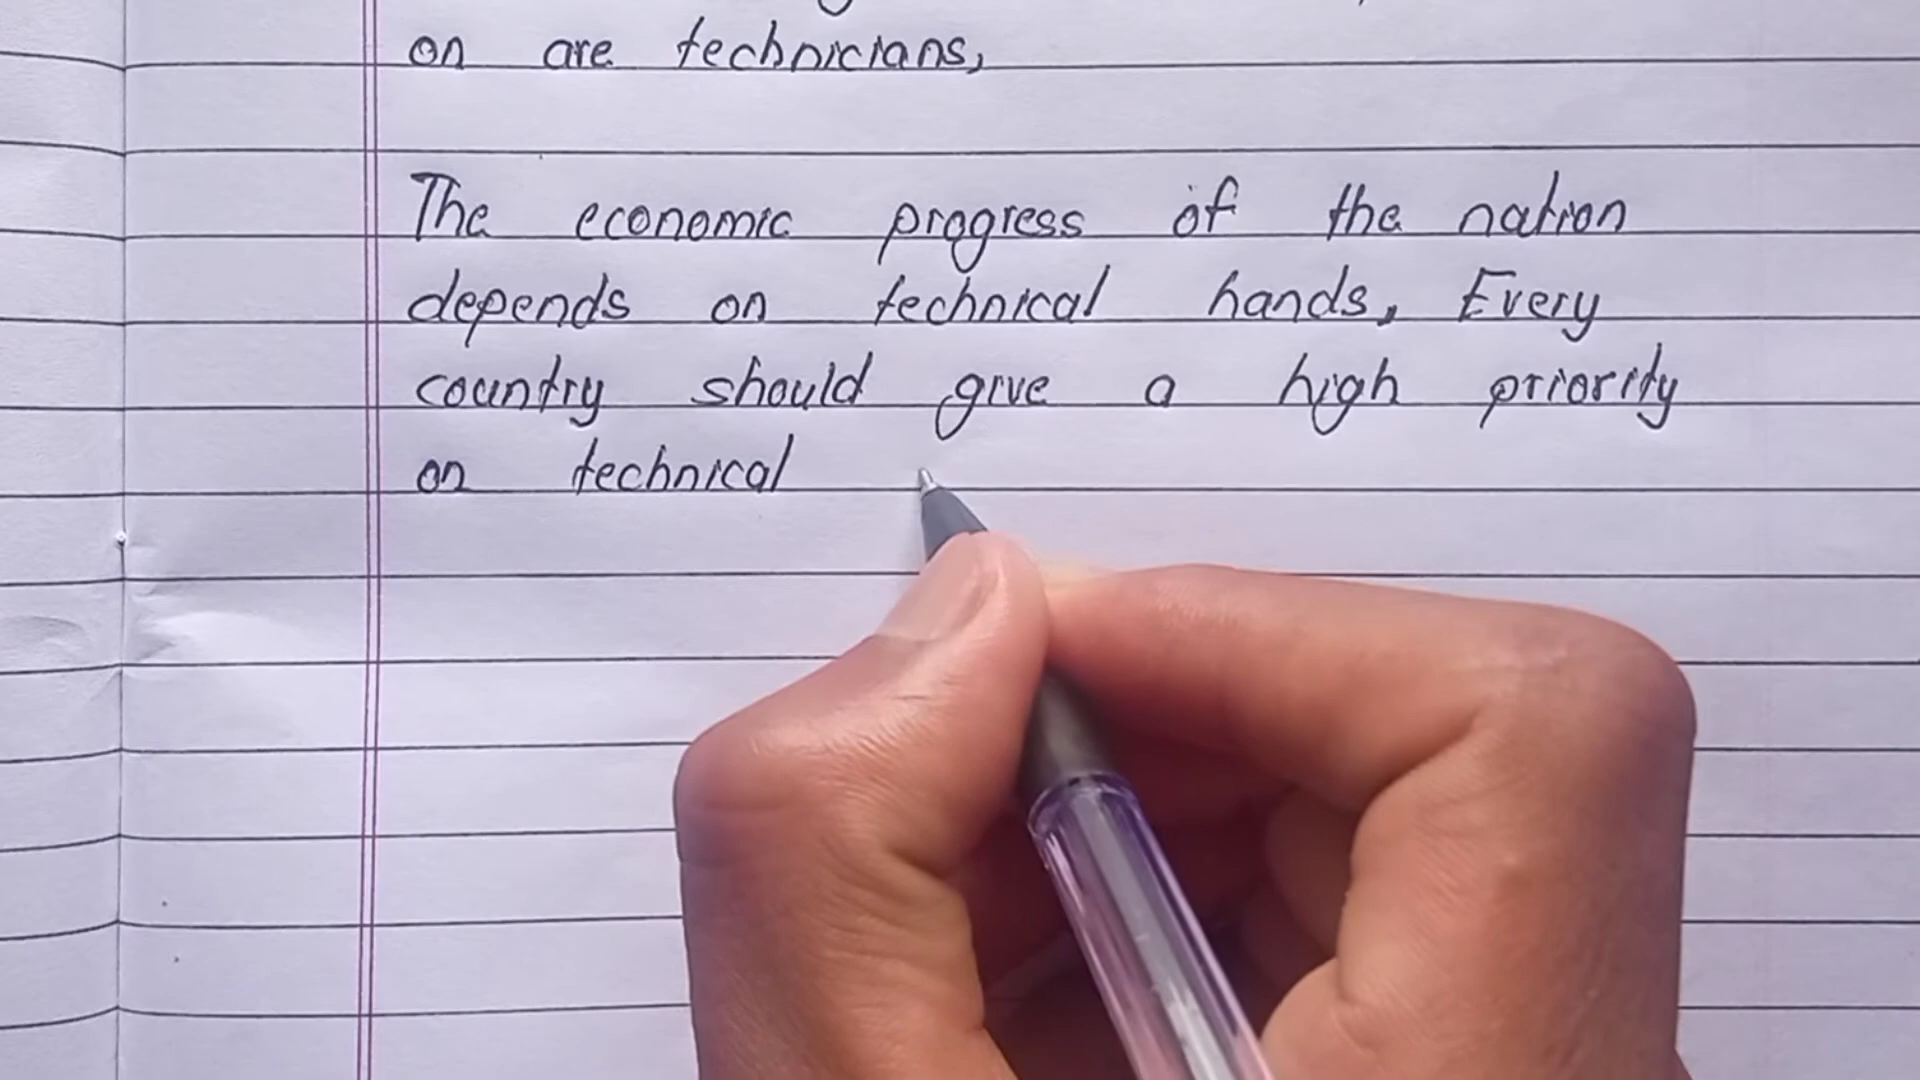 on are technicians,
The economic progress of the nation
depends on technical hands, Every
country should give a high priority
on technical